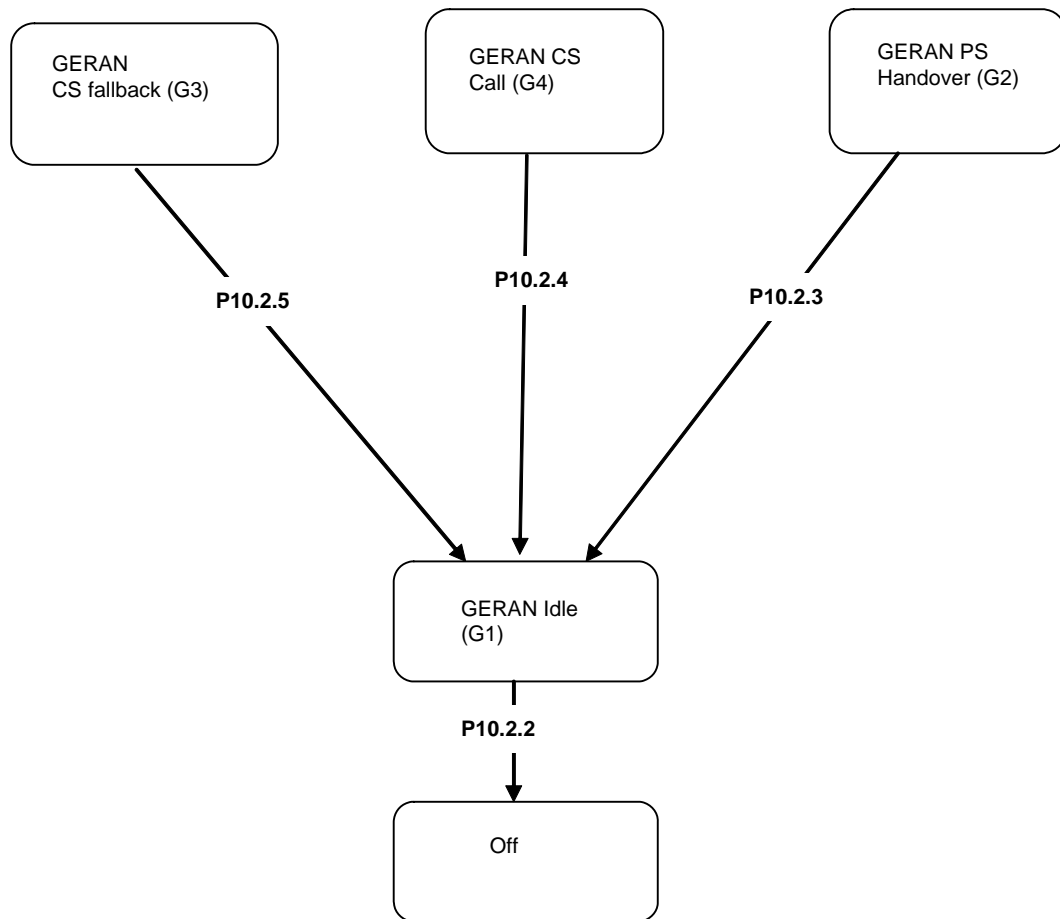 GERAN
CS fallback (G3)
GERAN CS
Call (G4)
GERAN PS
Handover (G2)
P10.2.5
P10.2.4
P10.2.3
GERAN Idle
(G1)
P10.2.2
Off